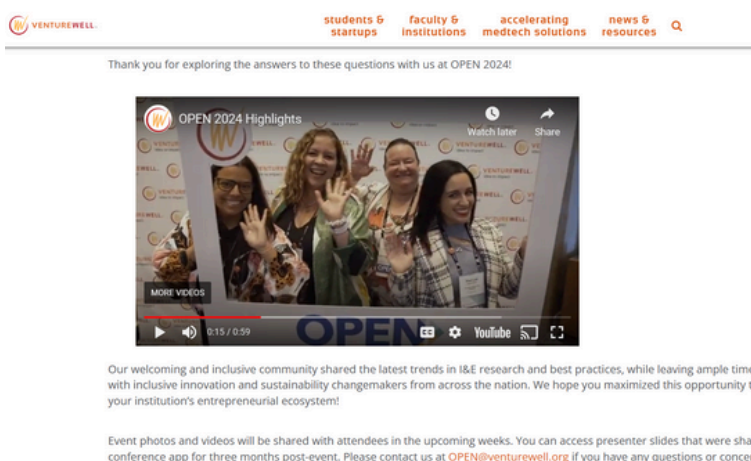 VENTUREWELL.
students & startups
faculty & institutions
accelerating medtech solutions
news & resources
Thank you for exploring the answers to these questions with us at OPEN 2024!
OPEN 2024 Highlights
Watch later
Share
MORE VIDEOS
0:15 / 0:59
CC
YouTube
OPEN
Our welcoming and inclusive community shared the latest trends in I&E research and best practices, while leaving ample time
with inclusive innovation and sustainability changemakers from across the nation. We hope you maximized this opportunity t
your institution's entrepreneurial ecosystem!
Event photos and videos will be shared with attendees in the upcoming weeks. You can access presenter slides that were sha
conference app for three months post-event. Please contact us at OPEN@venturewell.org if you have any questions or concer